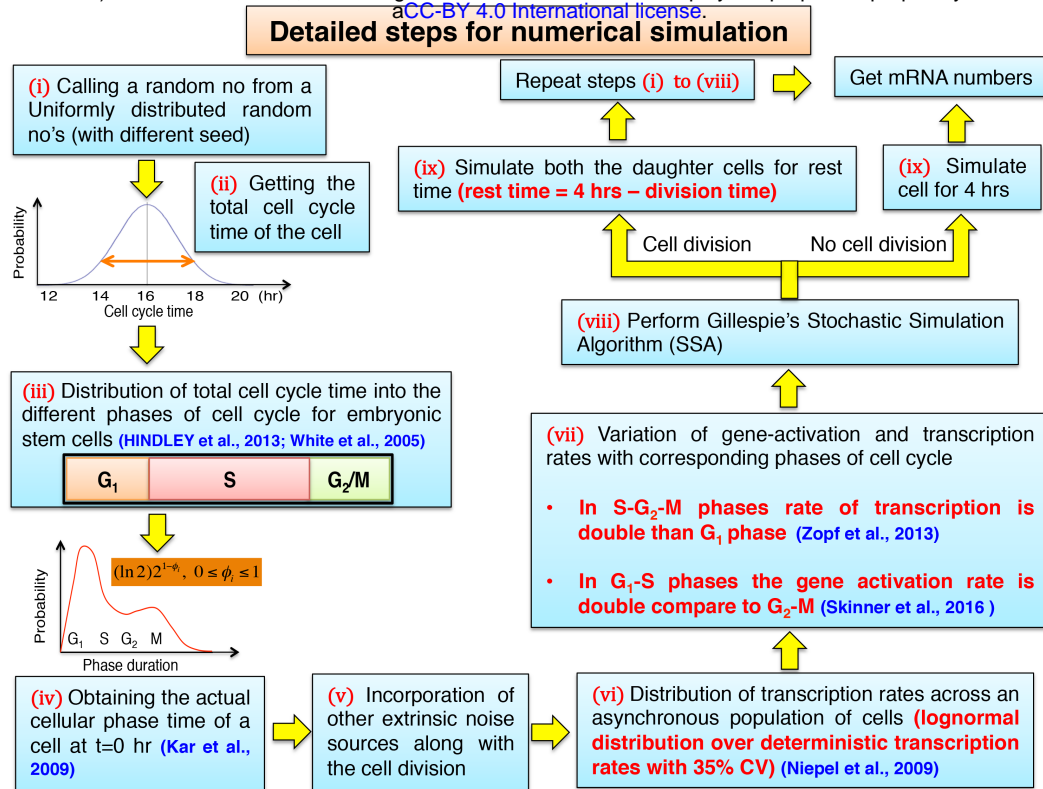 aCC-BY 4.0 International license.
Detailed steps for numerical simulation
(i) Calling a random no from a
Uniformly distributed random
no's (with different seed)
(ii) Getting the
total cell cycle
time of the cell
Probability
12 14 16 18 20 (hr)
Cell cycle time
(iii) Distribution of total cell cycle time into the
different phases of cell cycle for embryonic
stem cells (HINDLEY et al., 2013; White et al., 2005)
G₁ S G₂/M
(ln 2)2^{1−ϕᵢ}, 0 ≤ ϕᵢ ≤ 1
Probability
G₁ S G₂ M
Phase duration
(iv) Obtaining the actual
cellular phase time of a
cell at t=0 hr (Kar et al.,
2009)
(v) Incorporation of
other extrinsic noise
sources along with
the cell division
(vi) Distribution of transcription rates across an
asynchronous population of cells (lognormal
distribution over deterministic transcription
rates with 35% CV) (Niepel et al., 2009)
(vii) Variation of gene-activation and transcription
rates with corresponding phases of cell cycle
• In S-G₂-M phases rate of transcription is
double than G₁ phase (Zopf et al., 2013)
• In G₁-S phases the gene activation rate is
double compare to G₂-M (Skinner et al., 2016 )
(viii) Perform Gillespie's Stochastic Simulation
Algorithm (SSA)
Cell division
No cell division
(ix) Simulate both the daughter cells for rest
time (rest time = 4 hrs – division time)
(ix) Simulate
cell for 4 hrs
Repeat steps (i) to (viii)
Get mRNA numbers